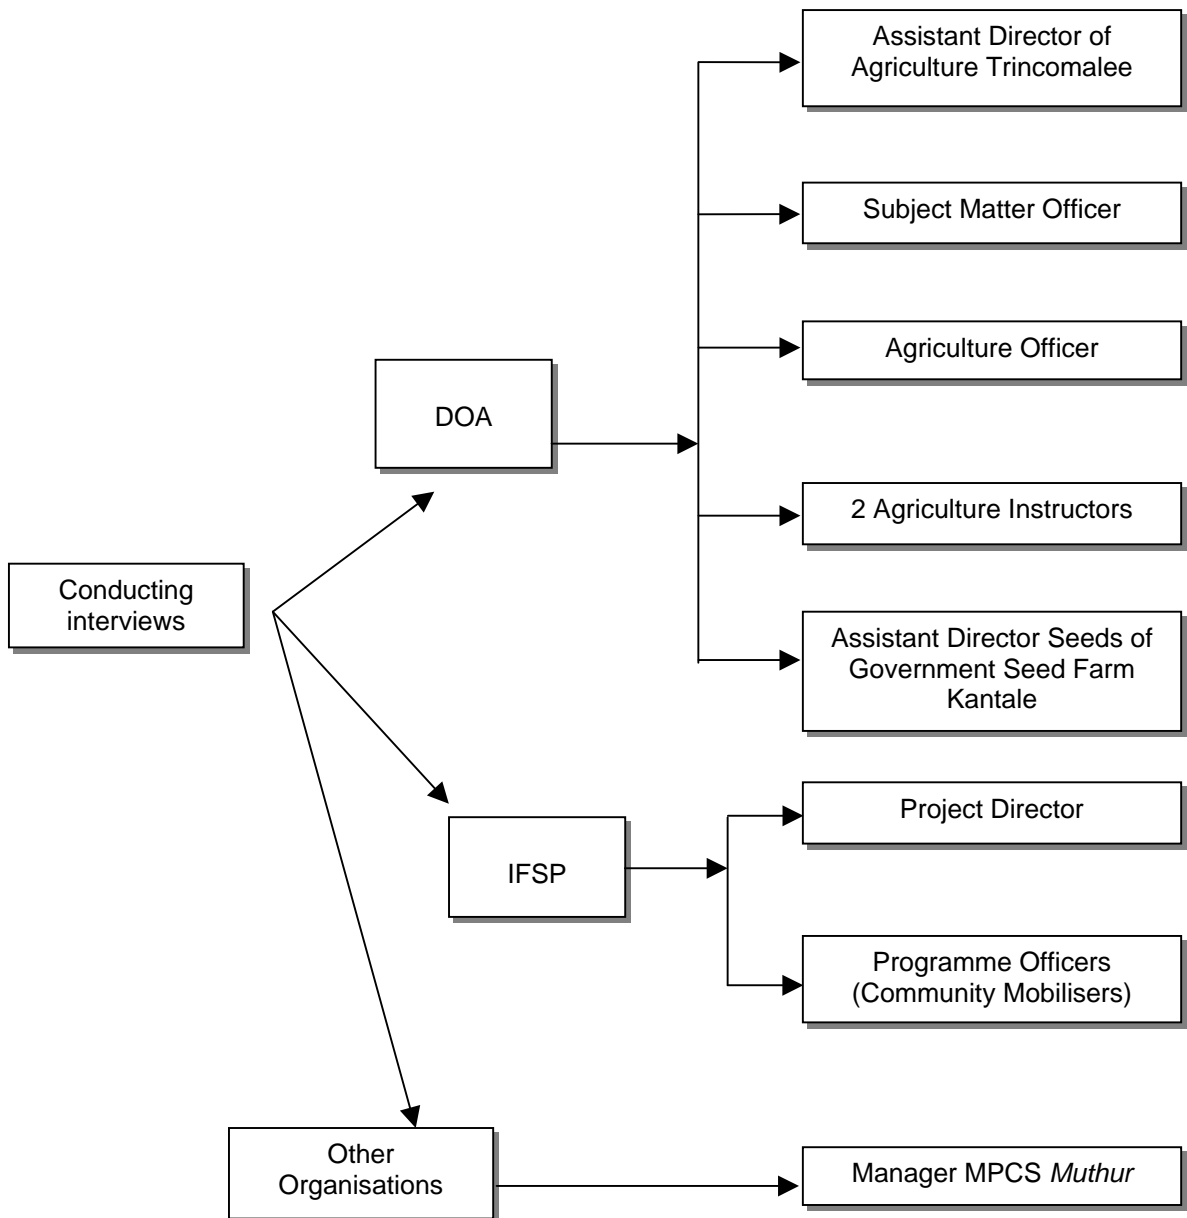 Assistant Director of
Agriculture Trincomalee
Subject Matter Officer
Agriculture Officer
DOA
2 Agriculture Instructors
Conducting
interviews
Assistant Director Seeds of
Government Seed Farm
Kantale
Project Director
IFSP
Programme Officers
(Community Mobilisers)
Other
Organisations
Manager MPCS Muthur